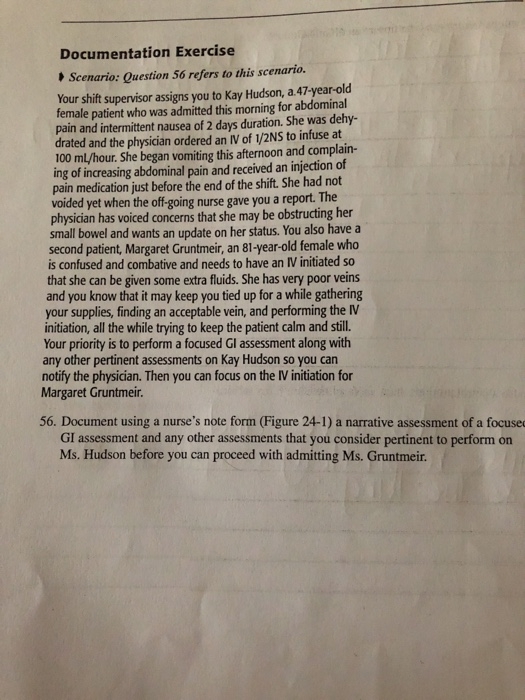 Documentation Exercise
Scenario: Question 56 refers to this scenario.
Your shift supervisor assigns you to Kay Hudson, a 47-year-old
female patient who was admitted this morning for abdominal
pain and intermittent nausea of 2 days duration. She was dehy-
drated and the physician ordered an IV of 1/2NS to infuse at
100 mL/hour. She began vomiting this afternoon and complain-
ing of increasing abdominal pain and received an injection of
pain medication just before the end of the shift. She had not
voided yet when the off-going nurse gave you a report. The
physician has voiced concerns that she may be obstructing her
small bowel and wants an update on her status. You also have a
second patient, Margaret Gruntmeir, an 81-year-old female who
is confused and combative and needs to have an IV initiated so
that she can be given some extra fluids. She has very poor veins
and you know that it may keep you tied up for a while gathering
your supplies, finding an acceptable vein, and performing the IV
initiation, all the while trying to keep the patient calm and still.
Your priority is to perform a focused GI assessment along with
any other pertinent assessments on Kay Hudson so you can
notify the physician. Then you can focus on the IV initiation for
Margaret Gruntmeir.
56. Document using a nurse's note form (Figure 24-1) a narrative assessment of a focused
GI assessment and any other assessments that you consider pertinent to perform on
Ms. Hudson before you can proceed with admitting Ms. Gruntmeir.